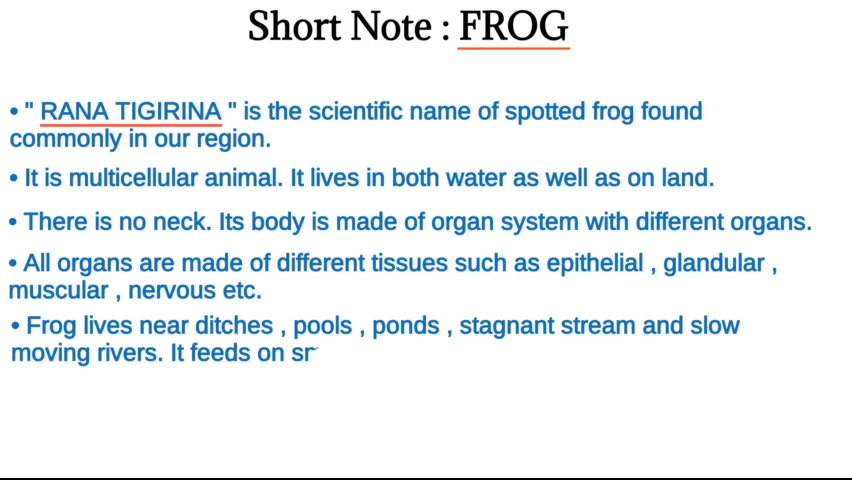 Short Note : FROG
• " RANA TIGIRINA " is the scientific name of spotted frog found
commonly in our region.
• It is multicellular animal. It lives in both water as well as on land.
• There is no neck. Its body is made of organ system with different organs.
• All organs are made of different tissues such as epithelial , glandular ,
muscular , nervous etc.
• Frog lives near ditches , pools , ponds , stagnant stream and slow
moving rivers. It feeds on